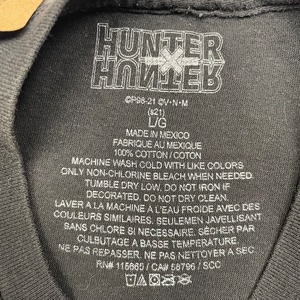 HUNTER
×
HUNTER
©P98-21 ©V·N·M
(s21)
L/G
MADE IN MEXICO
FABRIQUE AU MEXIQUE
100% COTTON / COTON
MACHINE WASH COLD WITH LIKE COLORS
ONLY NON-CHLORINE BLEACH WHEN NEEDED.
TUMBLE DRY LOW. DO NOT IRON IF
DECORATED. DO NOT DRY CLEAN.
LAVER A LA MACHINE A L'EAU FROIDE AVEC DES
COULEURS SIMILAIRES. SEULEMEN JAVELLISANT
SANS CHLORE SI NECESSAIRE. SÉCHER PAR
CULBUTAGE A BASSE TEMPERATURE.
NE PAS REPASSER. NE PAS NETTOYER A SEC.
RN# 115665 / CA# 58796 / SCC